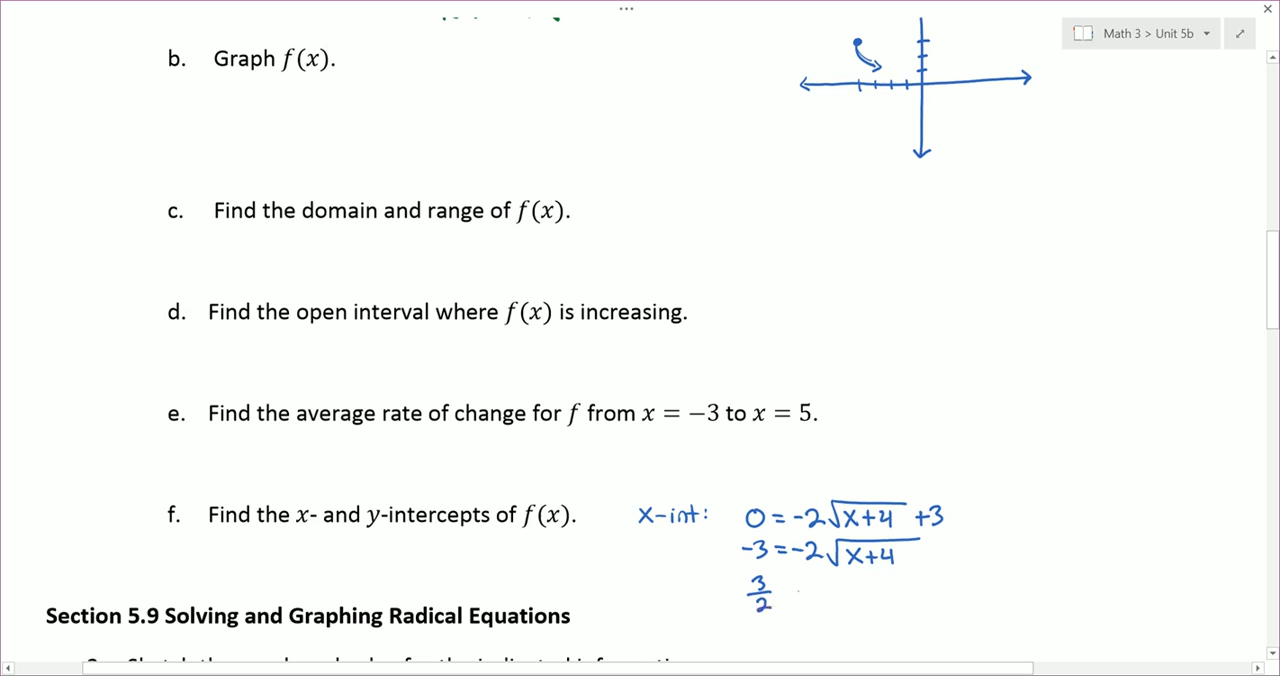 Math 3 > Unit 5b
b. Graph f(x).
c. Find the domain and range of f(x).
d. Find the open interval where f(x) is increasing.
e. Find the average rate of change for f from x = −3 to x = 5.
f. Find the x- and y-intercepts of f(x).
x-int: 0 = -2√(x+4) +3
-3 = -2√(x+4)
3/2
Section 5.9 Solving and Graphing Radical Equations